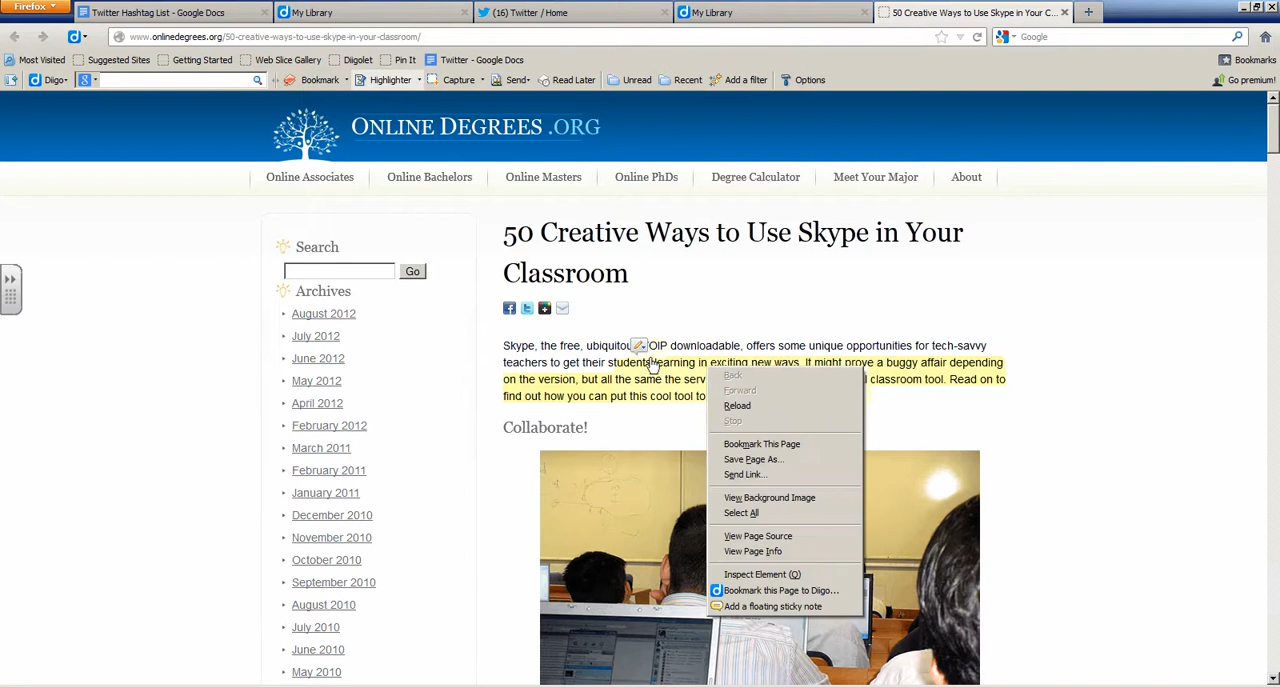 Firefox
Twitter Hashtag List - Google Docs
My Library
(16) Twitter / Home
My Library
50 Creative Ways to Use Skype in Your C...
www.onlinedegrees.org/50-creative-ways-to-use-skype-in-your-classroom/
Google
Most Visited Suggested Sites Getting Started Web Slice Gallery Diigolet Pin It Twitter - Google Docs Bookmarks
Diigo Bookmark Highlighter Capture Send Read Later Unread Recent Add a filter Options Go premium!
ONLINE DEGREES .ORG
Online Associates Online Bachelors Online Masters Online PhDs Degree Calculator Meet Your Major About
Search
Go
Archives
August 2012
July 2012
June 2012
May 2012
April 2012
February 2012
March 2011
February 2011
January 2011
December 2010
November 2010
October 2010
September 2010
August 2010
July 2010
June 2010
May 2010
50 Creative Ways to Use Skype in Your
Classroom
Skype, the free, ubiquitou OIP downloadable, offers some unique opportunities for tech-savvy
teachers to get their students learning in exciting new ways. It might prove a buggy affair depending
on the version, but all the same the serv l classroom tool. Read on to
find out how you can put this cool tool to
Collaborate!
Back
Forward
Reload
Stop
Bookmark This Page
Save Page As...
Send Link...
View Background Image
Select All
View Page Source
View Page Info
Inspect Element (Q)
Bookmark this Page to Diigo...
Add a floating sticky note